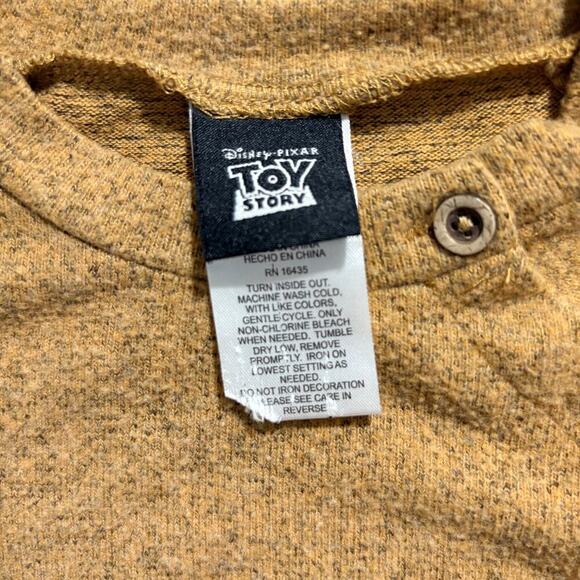 DISNEY·PIXAR
TOY
STORY
CHINA
HECHO EN CHINA
RN 16435
TURN INSIDE OUT.
MACHINE WASH COLD,
WITH LIKE COLORS,
GENTLE CYCLE. ONLY
NON-CHLORINE BLEACH
WHEN NEEDED. TUMBLE
DRY LOW, REMOVE
PROMPTLY. IRON ON
LOWEST SETTING AS
NEEDED.
DO NOT IRON DECORATION
LEASE SEE CARE IN
REVERSE